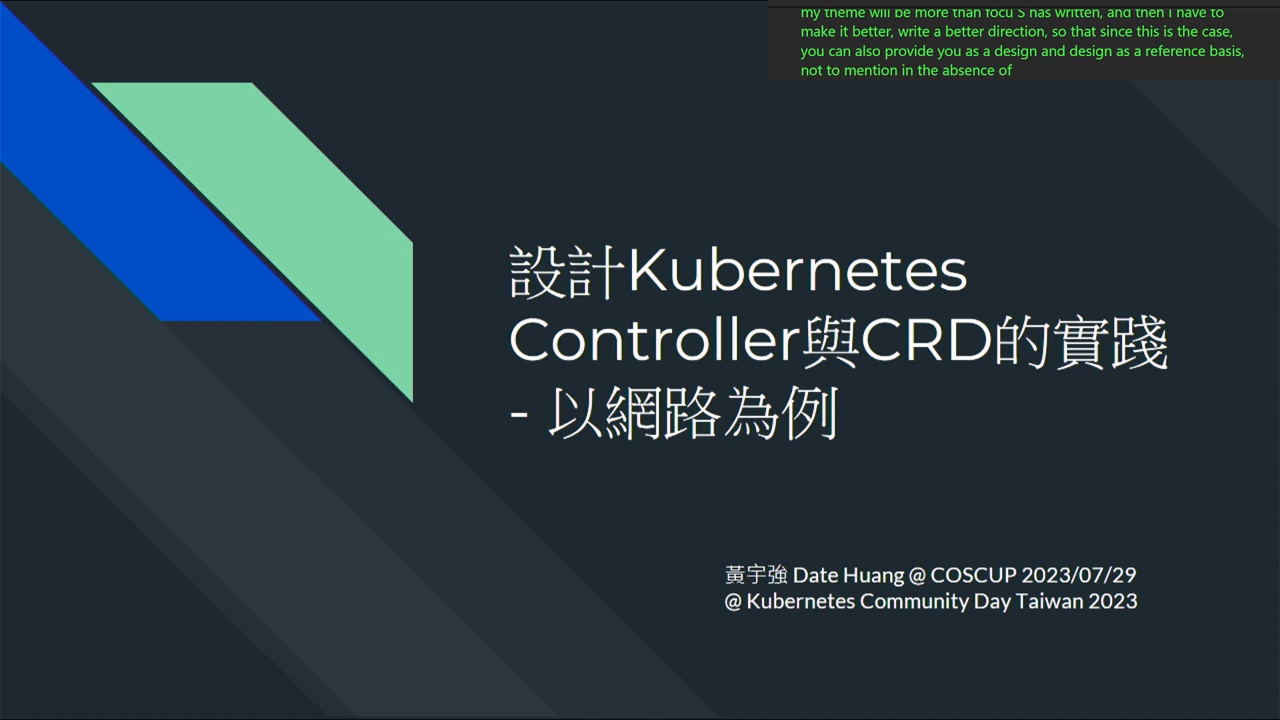 my theme will be more than focu S has written, and then I have to
make it better, write a better direction, so that since this is the case,
you can also provide you as a design and design as a reference basis,
not to mention in the absence of
設計Kubernetes
Controller與CRD的實踐
- 以網路為例
黃宇強 Date Huang @ COSCUP 2023/07/29
@ Kubernetes Community Day Taiwan 2023